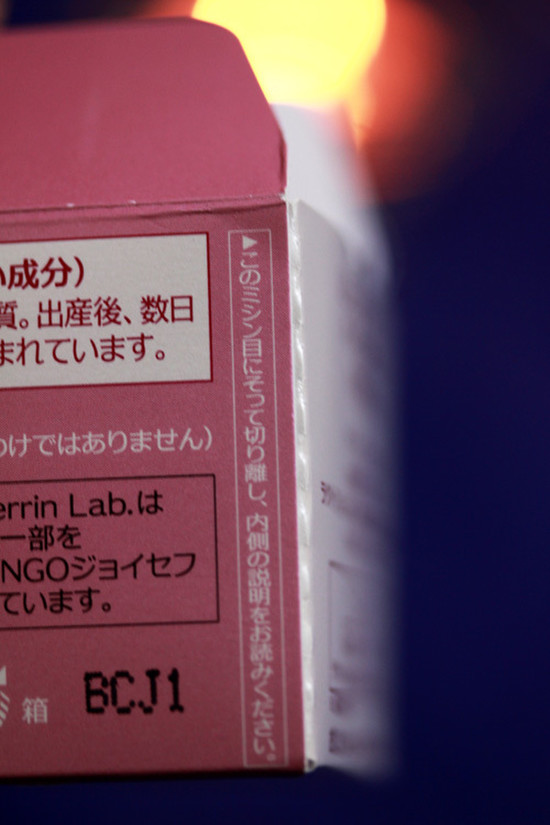 い成分）
質。出産後、数日
まれています。
わけではありません）
errin Lab.は
一部を
NGOジョイセフ
ています。
箱
BCJ1
▶このミシン目にそって切り離し、内側の説明をお読みください。